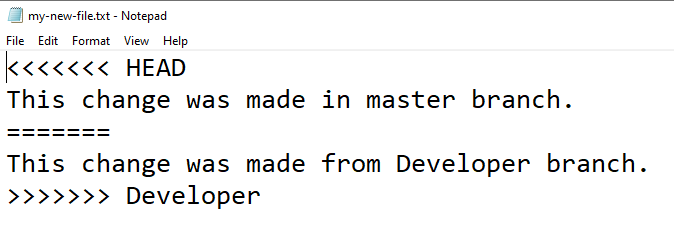 my-new-file.txt - Notepad
File Edit Format View Help
<<<<<<< HEAD
This change was made in master branch.
=======
This change was made from Developer branch.
>>>>>>> Developer